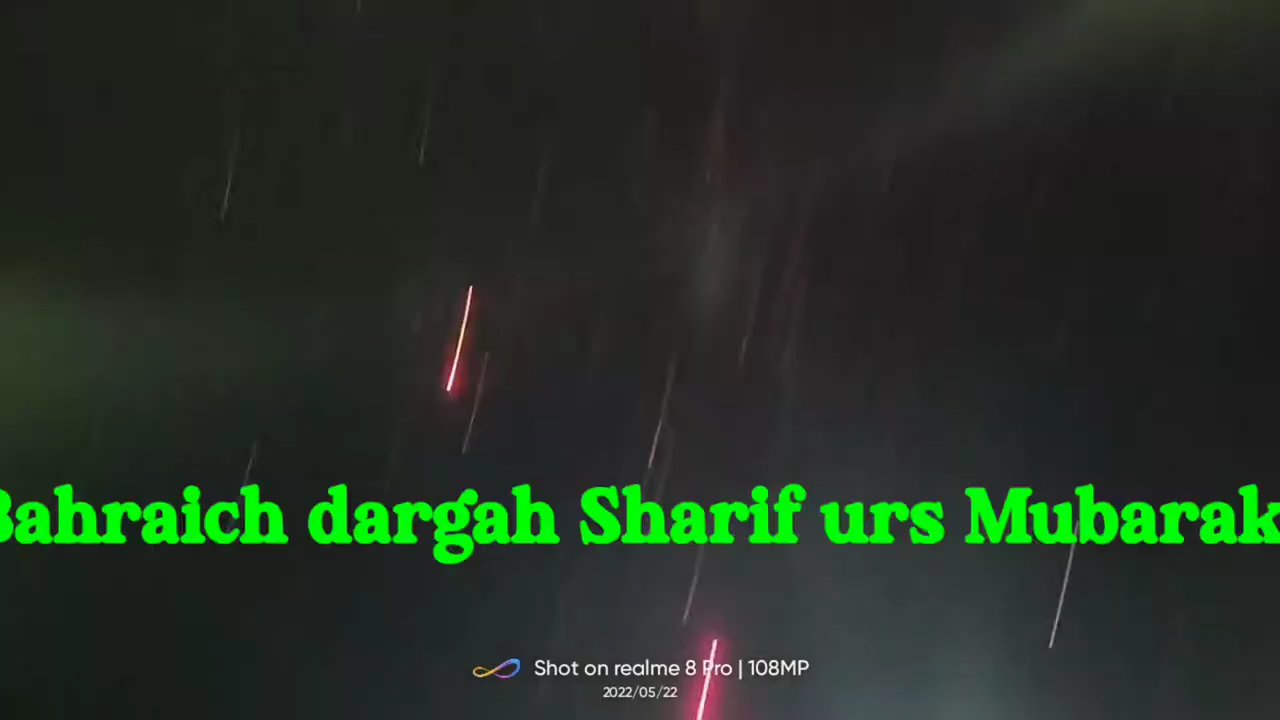 Bahraich dargah Sharif urs Mubarak
Shot on realme 8 Pro | 108MP
2022/05/22